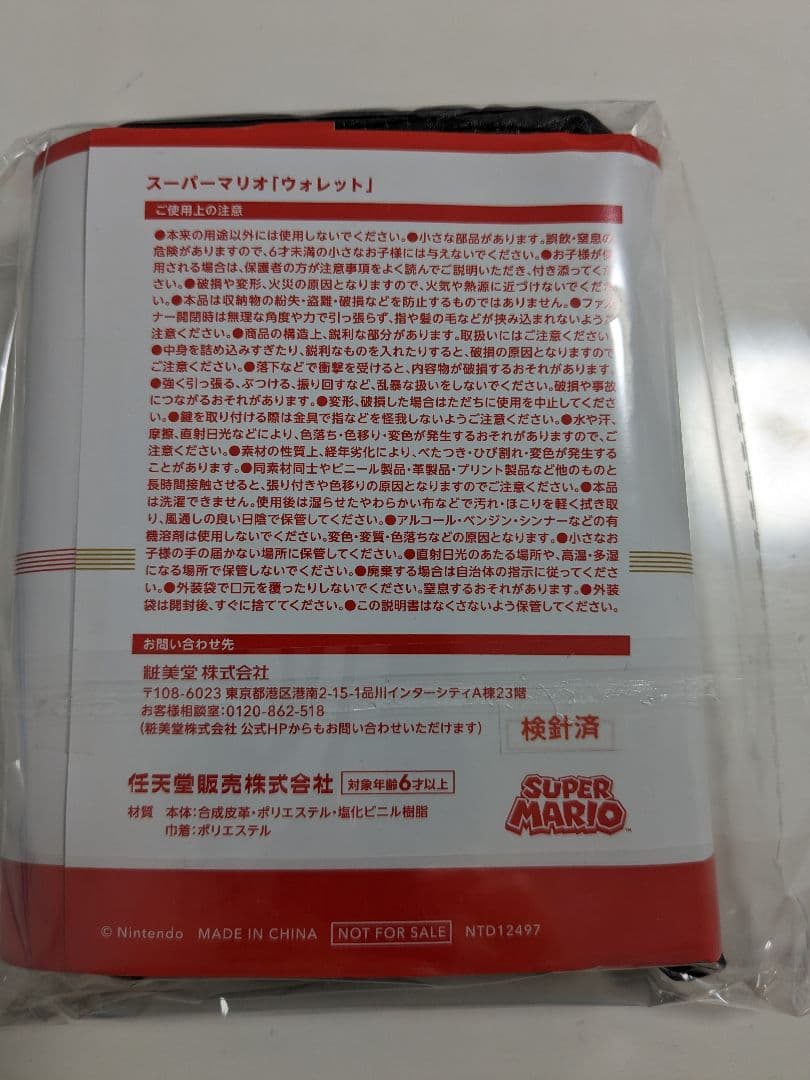 スーパーマリオ「ウォレット」
ご使用上の注意
●本来の用途以外には使用しないでください。●小さな部品があります。誤飲・窒息の
危険がありますので、6才未満の小さなお子様には与えないでください。●お子様が使
用される場合は、保護者の方が注意事項をよく読んでご説明いただき、付き添ってくだ
さい。●破損や変形、火災の原因となりますので、火気や熱源に近づけないでくださ
い。●本品は収納物の紛失・盗難・破損などを防止するものではありません。●ファス
ナー開閉時は無理な角度や力で引っ張らず、指や髪の毛などが挟み込まれないようご
注意ください。●商品の構造上、鋭利な部分があります。取扱いにはご注意ください。
●中身を詰め込みすぎたり、鋭利なものを入れたりすると、破損の原因となりますので
ご注意ください。●落下などで衝撃を受けると、内容物が破損するおそれがあります。
●強く引っ張る、ぶつける、振り回すなど、乱暴な扱いをしないでください。破損や事故
につながるおそれがあります。●変形、破損した場合はただちに使用を中止してくださ
い。●鍵を取り付ける際は金具で指などを怪我しないようご注意ください。●水や汗、
摩擦、直射日光などにより、色落ち・色移り・変色が発生するおそれがありますので、ご
注意ください。●素材の性質上、経年劣化により、べたつき・ひび割れ・変色が発生する
ことがあります。●同素材同士やビニール製品・革製品・プリント製品など他のものと
長時間接触させると、張り付きや色移りの原因となりますのでご注意ください。●本品
は洗濯できません。使用後は湿らせたやわらかい布などで汚れ・ほこりを軽く拭き取
り、風通しの良い日陰で保管してください。●アルコール・ベンジン・シンナーなどの有
機溶剤は使用しないでください。変色・変質・色落ちなどの原因となります。●小さなお
子様の手の届かない場所に保管してください。●直射日光のあたる場所や、高温・多湿
になる場所で保管しないでください。●廃棄する場合は自治体の指示に従ってくださ
い。●外装袋で口元を覆ったりしないでください。窒息するおそれがあります。●外装
袋は開封後、すぐに捨ててください。●この説明書はなくさないよう保管してください。
お問い合わせ先
粧美堂 株式会社
〒108-6023 東京都港区港南2-15-1品川インターシティA棟23階
お客様相談室:0120-862-518
(粧美堂株式会社 公式HPからもお問い合わせいただけます)
検針済
任天堂販売株式会社 対象年齢6才以上
材質 本体:合成皮革・ポリエステル・塩化ビニル樹脂
巾着:ポリエステル
SUPER
MARIO™
© Nintendo MADE IN CHINA NOT FOR SALE NTD12497